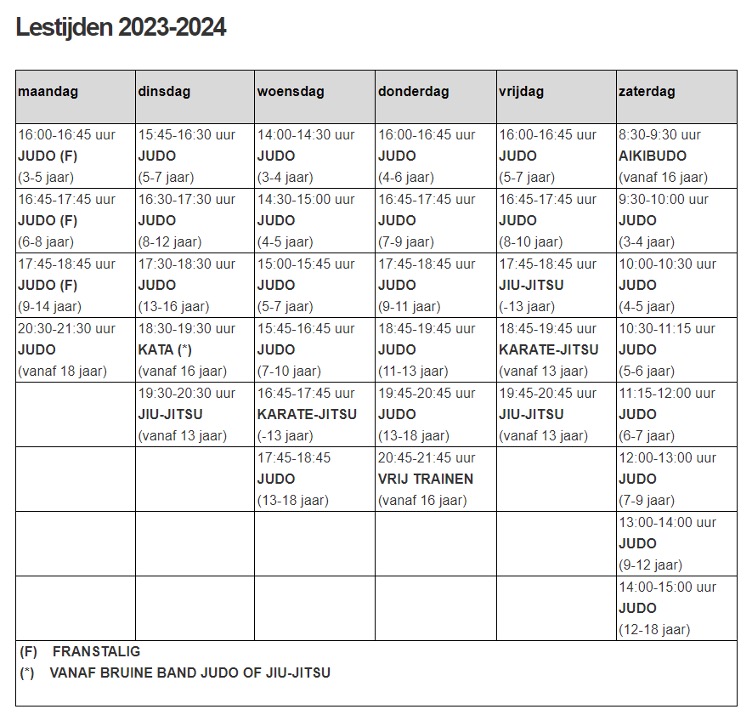 Lestijden 2023-2024
maandag dinsdag woensdag donderdag vrijdag zaterdag
16:00-16:45 uur 15:45-16:30 uur 14:00-14:30 uur 16:00-16:45 uur 16:00-16:45 uur 8:30-9:30 uur
JUDO (F) JUDO JUDO JUDO JUDO AIKIBUDO
(3-5 jaar) (5-7 jaar) (3-4 jaar) (4-6 jaar) (5-7 jaar) (vanaf 16 jaar)
16:45-17:45 uur 16:30-17:30 uur 14:30-15:00 uur 16:45-17:45 uur 16:45-17:45 uur 9:30-10:00 uur
JUDO (F) JUDO JUDO JUDO JUDO JUDO
(6-8 jaar) (8-12 jaar) (4-5 jaar) (7-9 jaar) (8-10 jaar) (3-4 jaar)
17:45-18:45 uur 17:30-18:30 uur 15:00-15:45 uur 17:45-18:45 uur 17:45-18:45 uur 10:00-10:30 uur
JUDO (F) JUDO JUDO JUDO JIU-JITSU JUDO
(9-14 jaar) (13-16 jaar) (5-7 jaar) (9-11 jaar) (-13 jaar) (4-5 jaar)
20:30-21:30 uur 18:30-19:30 uur 15:45-16:45 uur 18:45-19:45 uur 18:45-19:45 uur 10:30-11:15 uur
JUDO KATA (*) JUDO JUDO KARATE-JITSU JUDO
(vanaf 18 jaar) (vanaf 16 jaar) (7-10 jaar) (11-13 jaar) (vanaf 13 jaar) (5-6 jaar)
19:30-20:30 uur 16:45-17:45 uur 19:45-20:45 uur 19:45-20:45 uur 11:15-12:00 uur
JIU-JITSU KARATE-JITSU JUDO JIU-JITSU JUDO
(vanaf 13 jaar) (-13 jaar) (13-18 jaar) (vanaf 13 jaar) (6-7 jaar)
17:45-18:45 20:45-21:45 uur 12:00-13:00 uur
JUDO VRIJ TRAINEN JUDO
(13-18 jaar) (vanaf 16 jaar) (7-9 jaar)
13:00-14:00 uur
JUDO
(9-12 jaar)
14:00-15:00 uur
JUDO
(12-18 jaar)
(F) FRANSTALIG
(*) VANAF BRUINE BAND JUDO OF JIU-JITSU